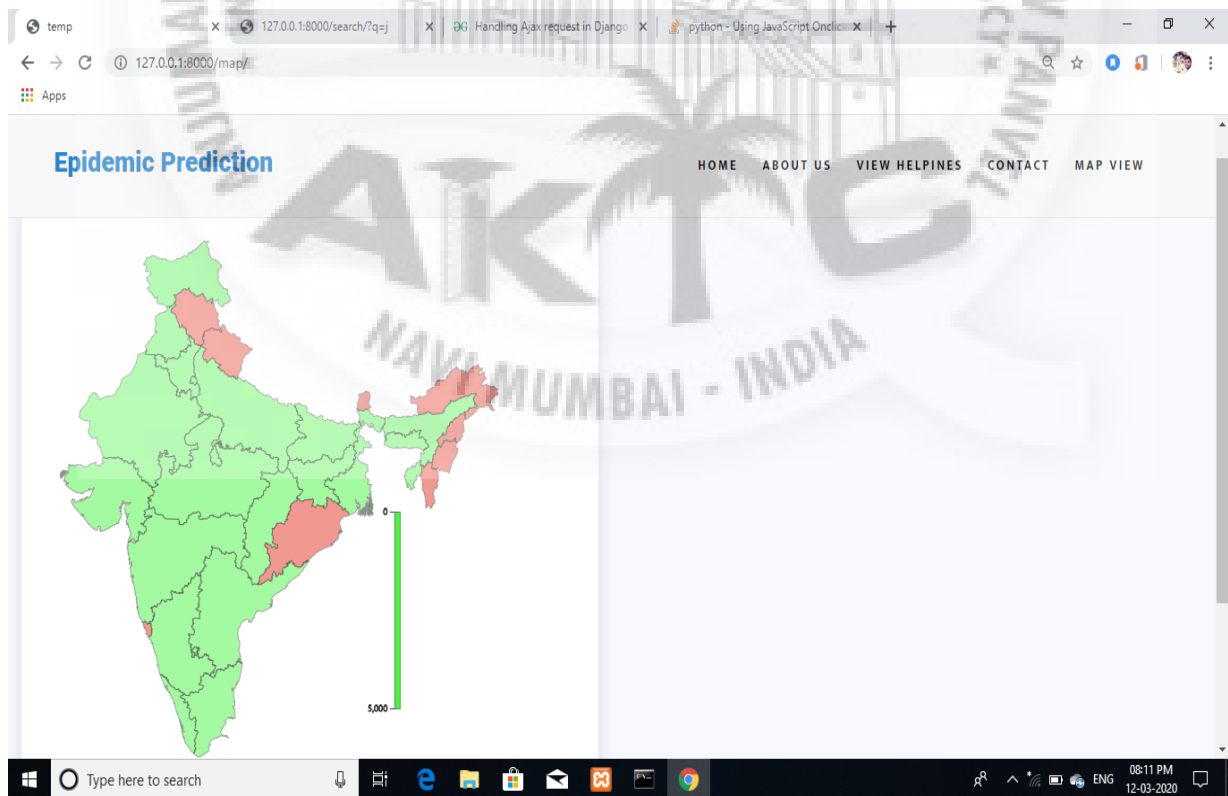 temp 127.0.0.1:8000/search/?q=j Handling Ajax request in Django python - Using JavaScript Onclic
127.0.0.1:8000/map/
Apps
Epidemic Prediction
HOME ABOUT US VIEW HELPINES CONTACT MAP VIEW
AKTC
NAVI MUMBAI - INDIA
PANVEL
0
5,000
Type here to search
ENG 08:11 PM
12-03-2020